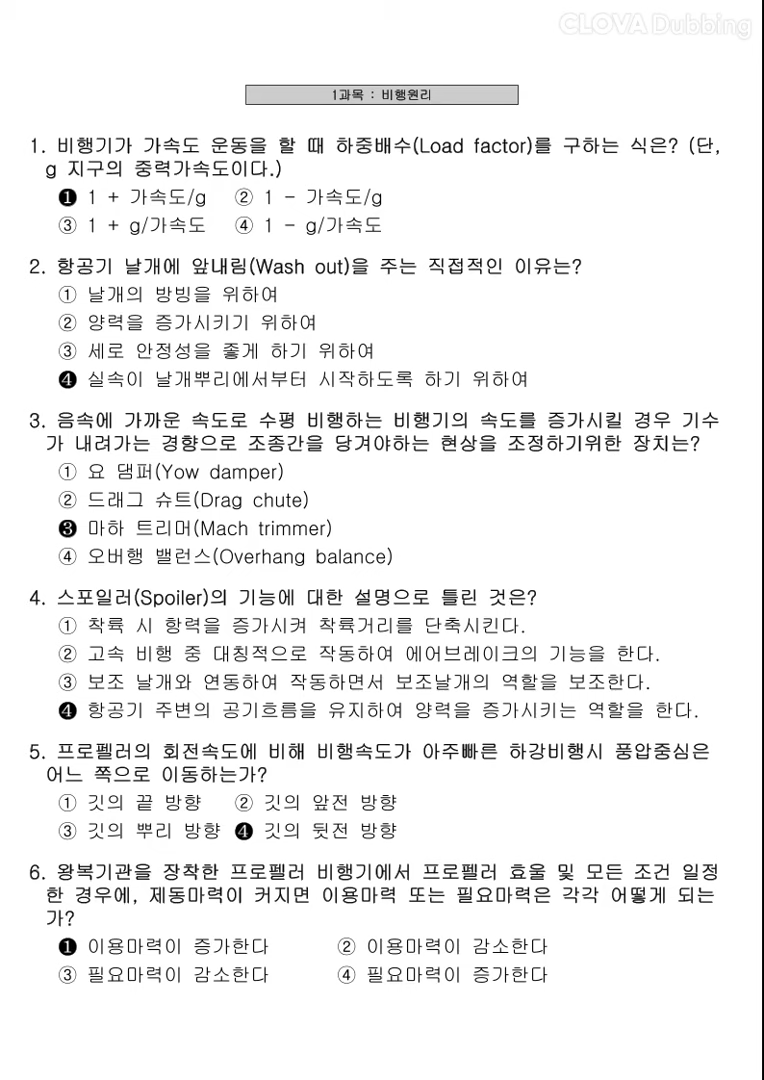 CLOVA Dubbing
1과목 : 비행원리
1. 비행기가 가속도 운동을 할 때 하중배수(Load factor)를 구하는 식은? (단,
g 지구의 중력가속도이다.)
❶ 1 + 가속도/g ② 1 - 가속도/g
③ 1 + g/가속도 ④ 1 - g/가속도
2. 항공기 날개에 앞내림(Wash out)을 주는 직접적인 이유는?
① 날개의 방빙을 위하여
② 양력을 증가시키기 위하여
③ 세로 안정성을 좋게 하기 위하여
❹ 실속이 날개뿌리에서부터 시작하도록 하기 위하여
3. 음속에 가까운 속도로 수평 비행하는 비행기의 속도를 증가시킬 경우 기수
가 내려가는 경향으로 조종간을 당겨야하는 현상을 조정하기위한 장치는?
① 요 댐퍼(Yow damper)
② 드래그 슈트(Drag chute)
❸ 마하 트리머(Mach trimmer)
④ 오버행 밸런스(Overhang balance)
4. 스포일러(Spoiler)의 기능에 대한 설명으로 틀린 것은?
① 착륙 시 항력을 증가시켜 착륙거리를 단축시킨다.
② 고속 비행 중 대칭적으로 작동하여 에어브레이크의 기능을 한다.
③ 보조 날개와 연동하여 작동하면서 보조날개의 역할을 보조한다.
❹ 항공기 주변의 공기흐름을 유지하여 양력을 증가시키는 역할을 한다.
5. 프로펠러의 회전속도에 비해 비행속도가 아주빠른 하강비행시 풍압중심은
어느 쪽으로 이동하는가?
① 깃의 끝 방향 ② 깃의 앞전 방향
③ 깃의 뿌리 방향 ❹ 깃의 뒷전 방향
6. 왕복기관을 장착한 프로펠러 비행기에서 프로펠러 효율 및 모든 조건 일정
한 경우에, 제동마력이 커지면 이용마력 또는 필요마력은 각각 어떻게 되는
가?
❶ 이용마력이 증가한다 ② 이용마력이 감소한다
③ 필요마력이 감소한다 ④ 필요마력이 증가한다